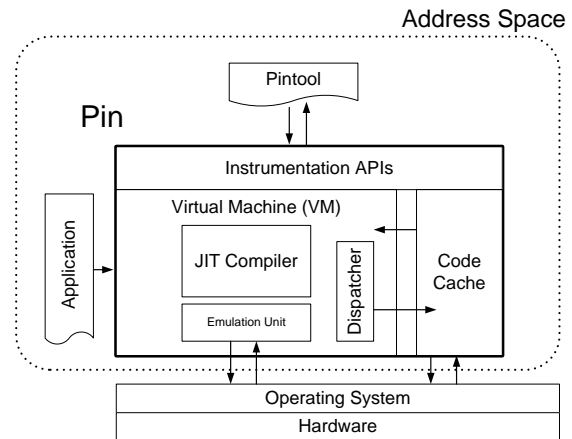 Address Space
Pintool
Pin
Instrumentation APIs
Virtual Machine (VM)
JIT Compiler
Emulation Unit
Dispatcher
Code
Cache
Application
Operating System
Hardware